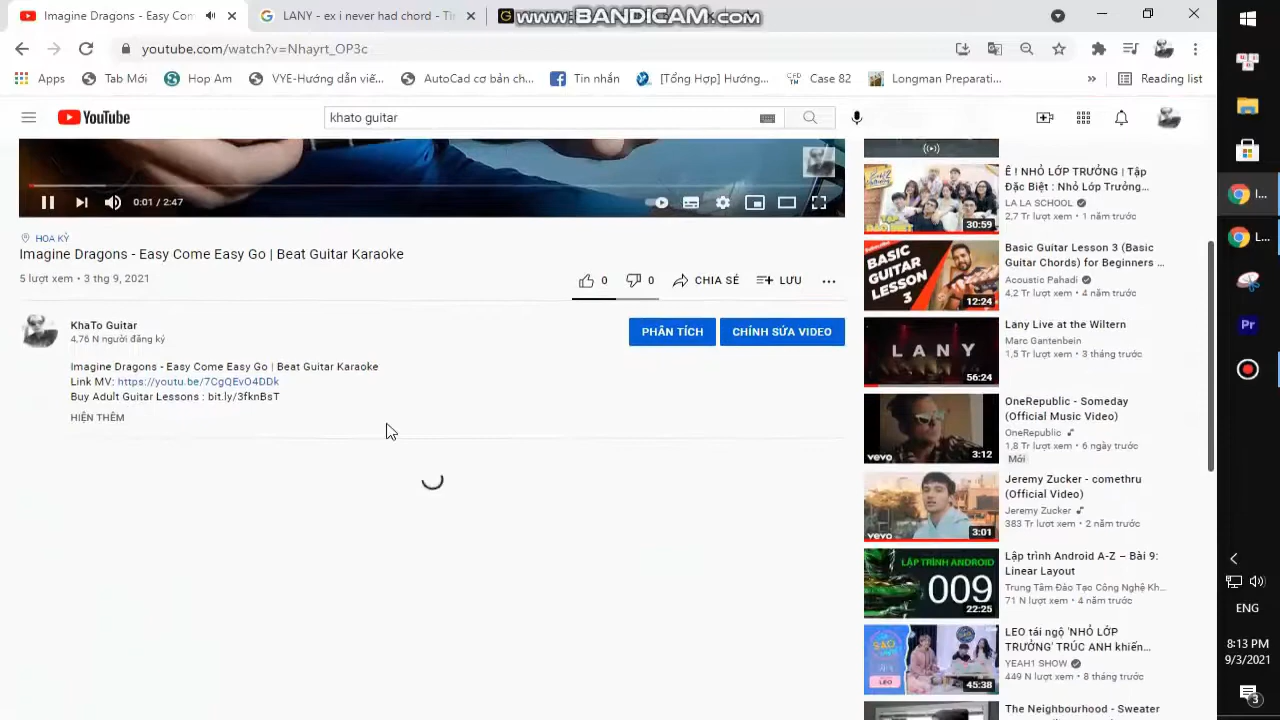 Imagine Dragons - Easy Com
LANY - ex i never had chord - T
www.BANDICAM.com
youtube.com/watch?v=Nhayrt_OP3c
Apps
Tab Mới
Hop Am
VYE-Hướng dẫn việ...
AutoCad cơ bản ch...
Tin nhắn
[Tổng Hợp] Hướng...
Case 82
Longman Preparati...
»
Reading list
YouTube
khato guitar
0:01 / 2:47
HOA KỲ
Imagine Dragons - Easy Come Easy Go | Beat Guitar Karaoke
5 lượt xem • 3 thg 9, 2021
0
0
CHIA SẺ
LƯU
KhaTo Guitar
4,76 N người đăng ký
PHÂN TÍCH
CHỈNH SỬA VIDEO
Imagine Dragons - Easy Come Easy Go | Beat Guitar Karaoke
Link MV: https://youtu.be/7CgQEvO4DDk
Buy Adult Guitar Lessons : bit.ly/3fknBsT
HIỆN THÊM
30:59
Ê ! NHỎ LỚP TRƯỞNG | Tập
Đặc Biệt : Nhỏ Lớp Trưởng...
LA LA SCHOOL
2,7 Tr lượt xem • 1 năm trước
BASIC
GUITAR
LESSON
3
12:24
Basic Guitar Lesson 3 (Basic
Guitar Chords) for Beginners ...
Acoustic Pahadi
4,2 Tr lượt xem • 4 năm trước
LANY
56:24
Lany Live at the Wiltern
Marc Gantenbein
1,5 Tr lượt xem • 3 tháng trước
vevo
3:12
OneRepublic - Someday
(Official Music Video)
OneRepublic
1,8 Tr lượt xem • 6 ngày trước
Mới
vevo
3:01
Jeremy Zucker - comethru
(Official Video)
Jeremy Zucker
383 Tr lượt xem • 2 năm trước
LẬP TRÌNH ANDROID
009
22:25
Lập trình Android A-Z – Bài 9:
Linear Layout
Trung Tâm Đào Tạo Công Nghệ Kh...
71 N lượt xem • 4 năm trước
LEO
45:38
LEO tái ngộ 'NHỎ LỚP
TRƯỞNG' TRÚC ANH khiến...
YEAH1 SHOW
449 N lượt xem • 8 tháng trước
The Neighbourhood - Sweater
I...
L...
Pr
ENG
8:13 PM
9/3/2021
3